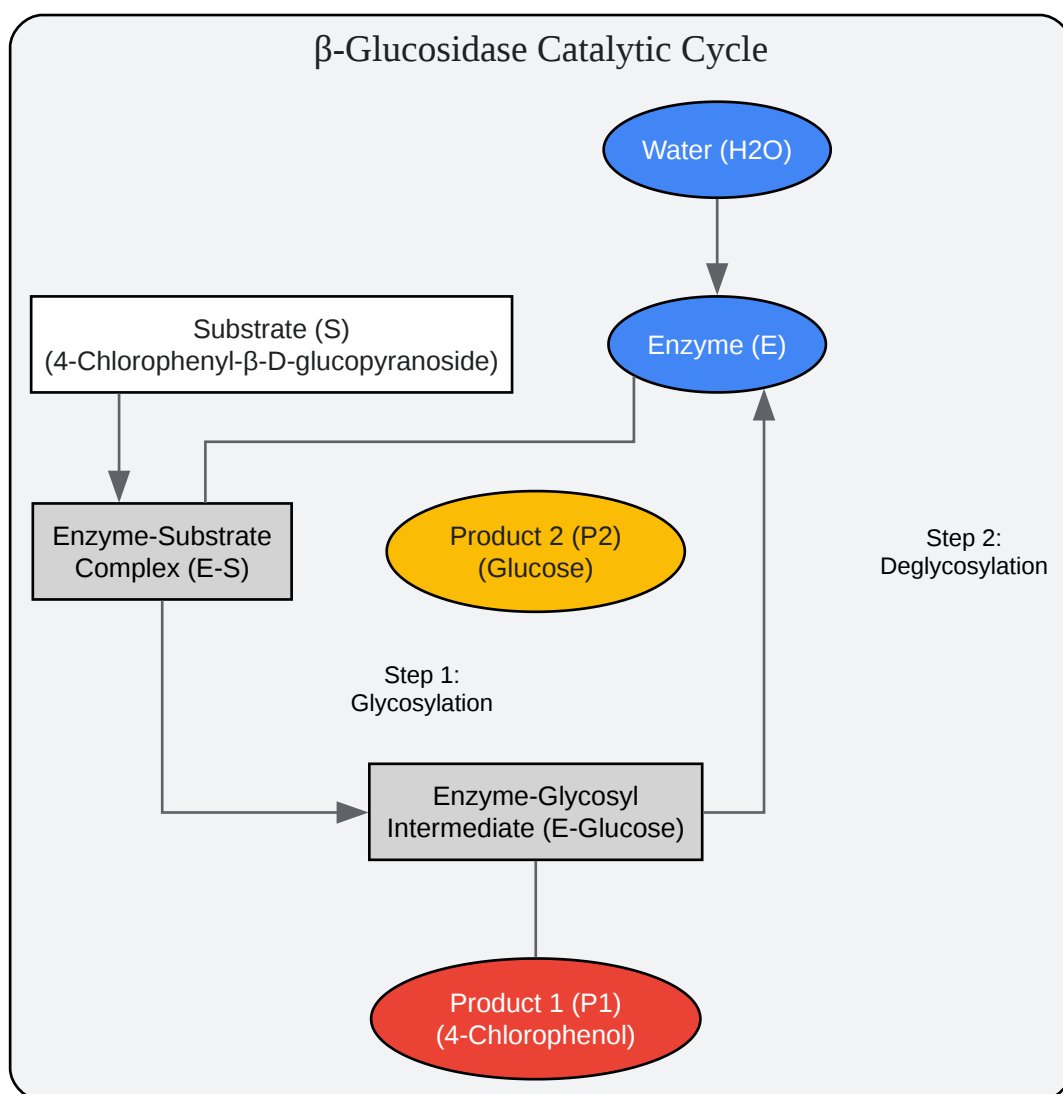 β-Glucosidase Catalytic Cycle
Water (H2O)
Substrate (S)
(4-Chlorophenyl-β-D-glucopyranoside)
Enzyme (E)
Enzyme-Substrate
Complex (E-S)
Product 2 (P2)
(Glucose)
Step 2:
Deglycosylation
Step 1:
Glycosylation
Enzyme-Glycosyl
Intermediate (E-Glucose)
Product 1 (P1)
(4-Chlorophenol)